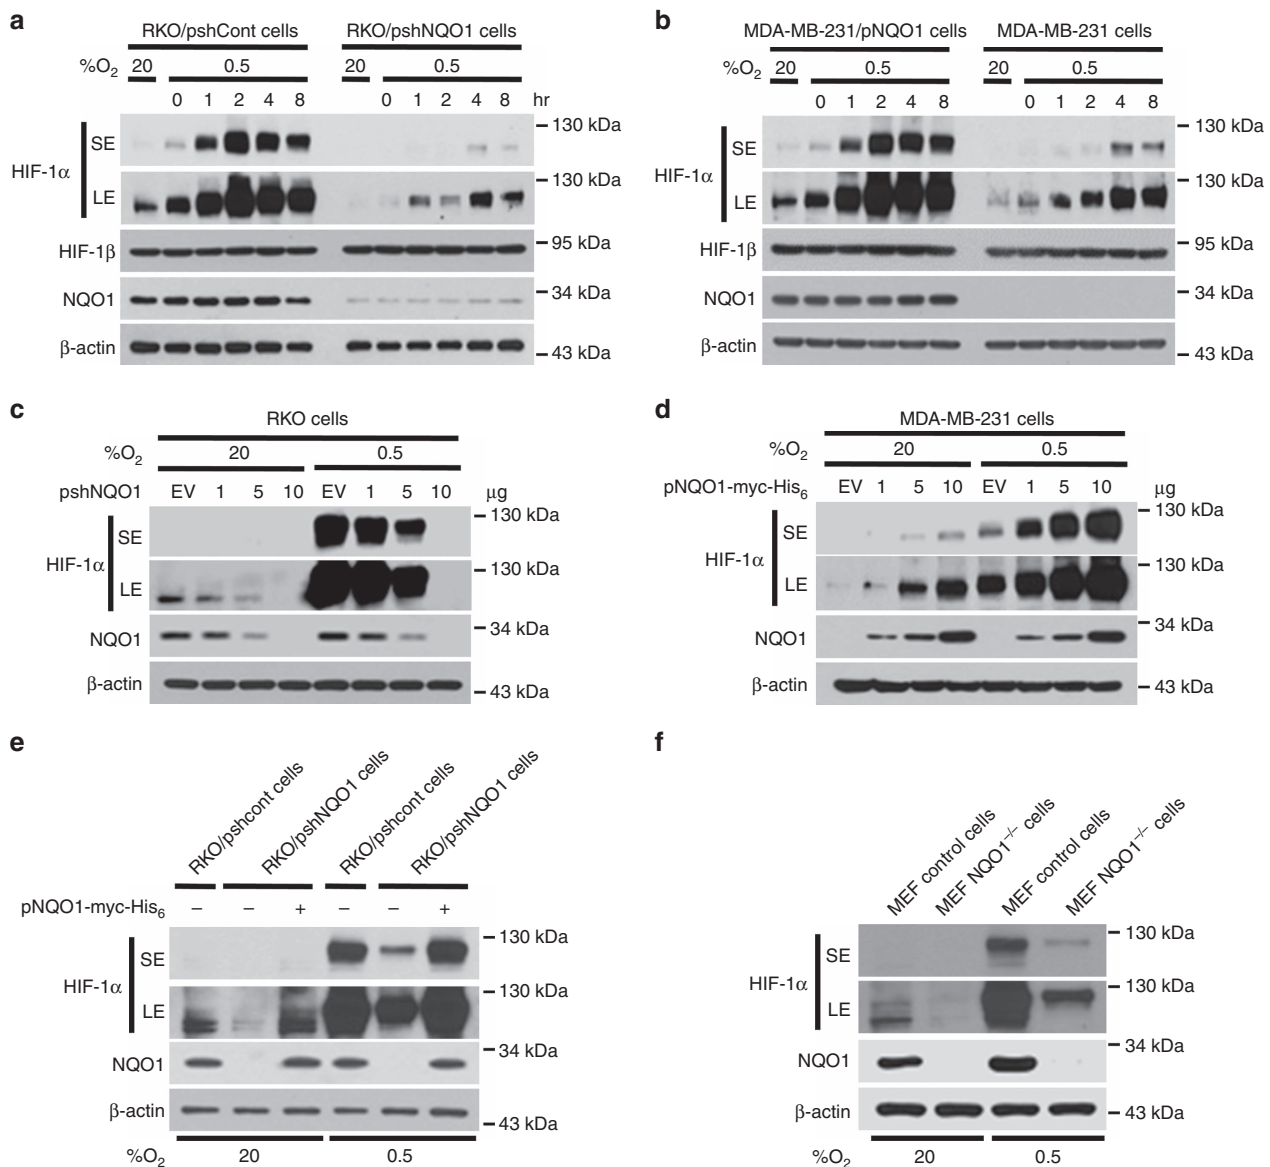 a
RKO/pshCont cells RKO/pshNQO1 cells
%O2 20 0.5 20 0.5
0 1 2 4 8 0 1 2 4 8 hr
HIF-1α
SE 130 kDa
LE 130 kDa
HIF-1β 95 kDa
NQO1 34 kDa
β-actin 43 kDa
b
MDA-MB-231/pNQO1 cells MDA-MB-231 cells
%O2 20 0.5 20 0.5
0 1 2 4 8 0 1 2 4 8
HIF-1α
SE 130 kDa
LE 130 kDa
HIF-1β 95 kDa
NQO1 34 kDa
β-actin 43 kDa
c
RKO cells
%O2 20 0.5
pshNQO1 EV 1 5 10 EV 1 5 10 μg
HIF-1α
SE 130 kDa
LE 130 kDa
NQO1 34 kDa
β-actin 43 kDa
d
MDA-MB-231 cells
%O2 20 0.5
pNQO1-myc-His6 EV 1 5 10 EV 1 5 10 μg
HIF-1α
SE 130 kDa
LE 130 kDa
NQO1 34 kDa
β-actin 43 kDa
e
RKO/pshcont cells
RKO/pshNQO1 cells
RKO/pshcont cells
RKO/pshNQO1 cells
pNQO1-myc-His6 – – + – – +
HIF-1α
SE 130 kDa
LE 130 kDa
NQO1 34 kDa
β-actin 43 kDa
%O2 20 0.5
f
MEF control cells
MEF NQO1–/– cells
MEF control cells
MEF NQO1–/– cells
HIF-1α
SE 130 kDa
LE 130 kDa
NQO1 34 kDa
β-actin 43 kDa
%O2 20 0.5